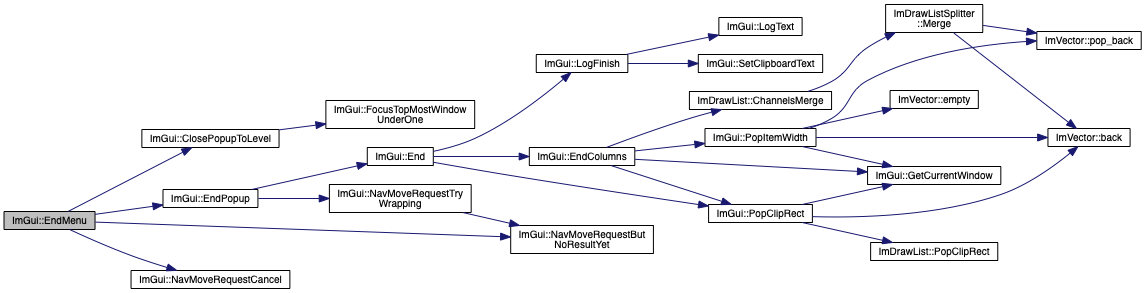 ImGui::EndMenu
ImGui::ClosePopupToLevel
ImGui::EndPopup
ImGui::NavMoveRequestCancel
ImGui::FocusTopMostWindow
UnderOne
ImGui::End
ImGui::NavMoveRequestTry
Wrapping
ImGui::NavMoveRequestBut
NoResultYet
ImGui::LogFinish
ImGui::EndColumns
ImGui::LogText
ImGui::SetClipboardText
ImDrawList::ChannelsMerge
ImGui::PopItemWidth
ImGui::PopClipRect
ImDrawListSplitter
::Merge
ImVector::empty
ImGui::GetCurrentWindow
ImDrawList::PopClipRect
ImVector::pop_back
ImVector::back